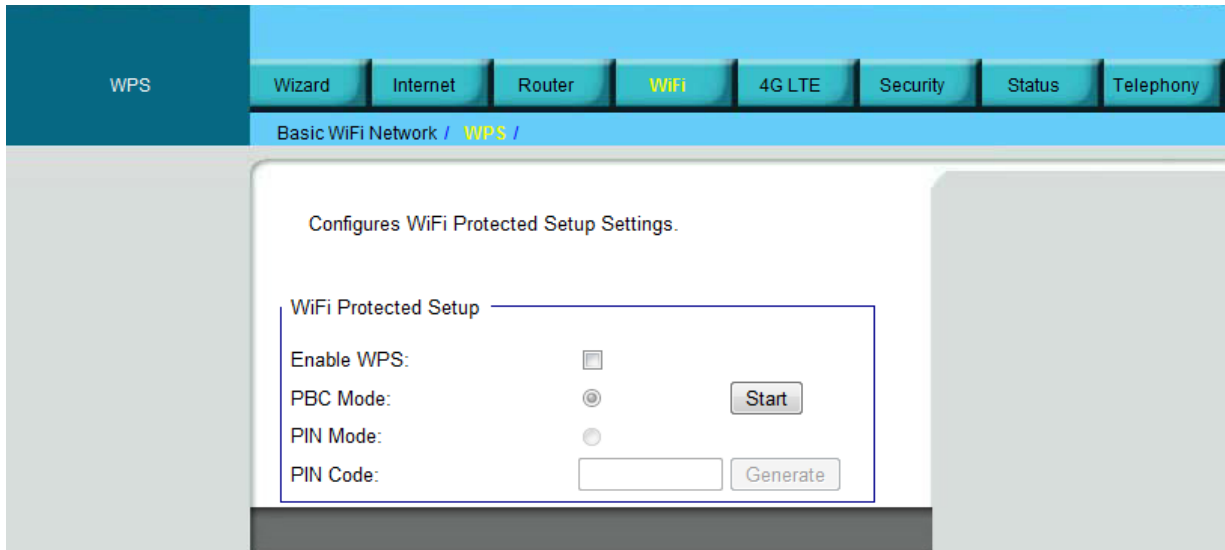 WPS
Wizard Internet Router WiFi 4G LTE Security Status Telephony
Basic WiFi Network / WPS /
Configures WiFi Protected Setup Settings.
WiFi Protected Setup
Enable WPS:
PBC Mode: Start
PIN Mode:
PIN Code: Generate